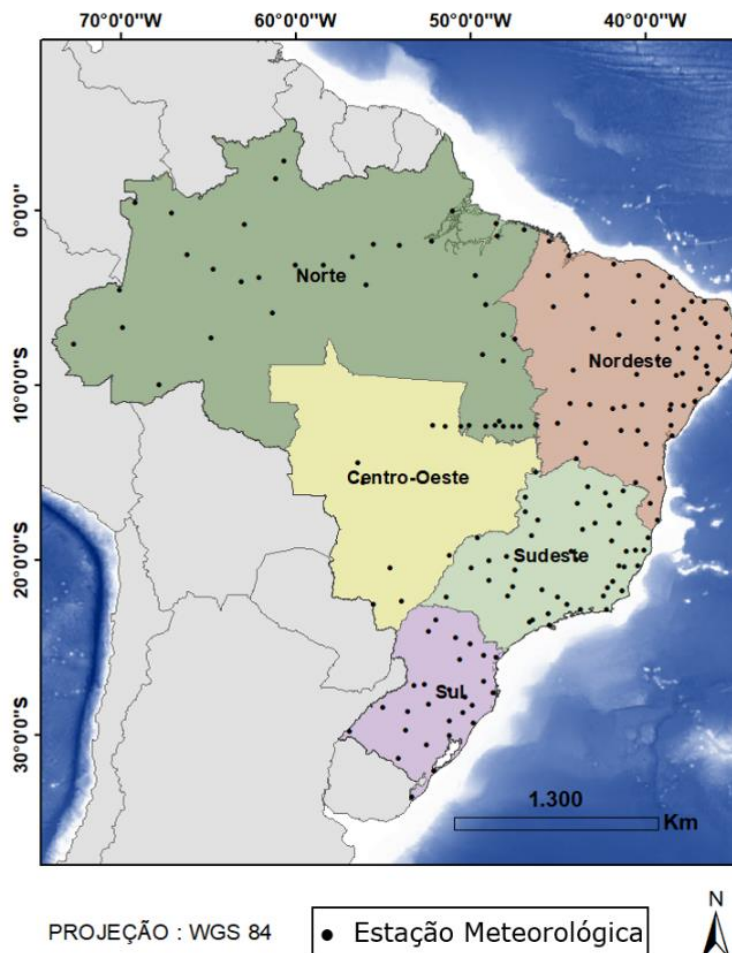 70°0'0"W 60°0'0"W 50°0'0"W 40°0'0"W
0°0'0"
10°0'0"S
20°0'0"S
30°0'0"S
Norte
Nordeste
Centro-Oeste
Sudeste
Sul
1.300
Km
PROJEÇÃO : WGS 84
Estação Meteorológica
N